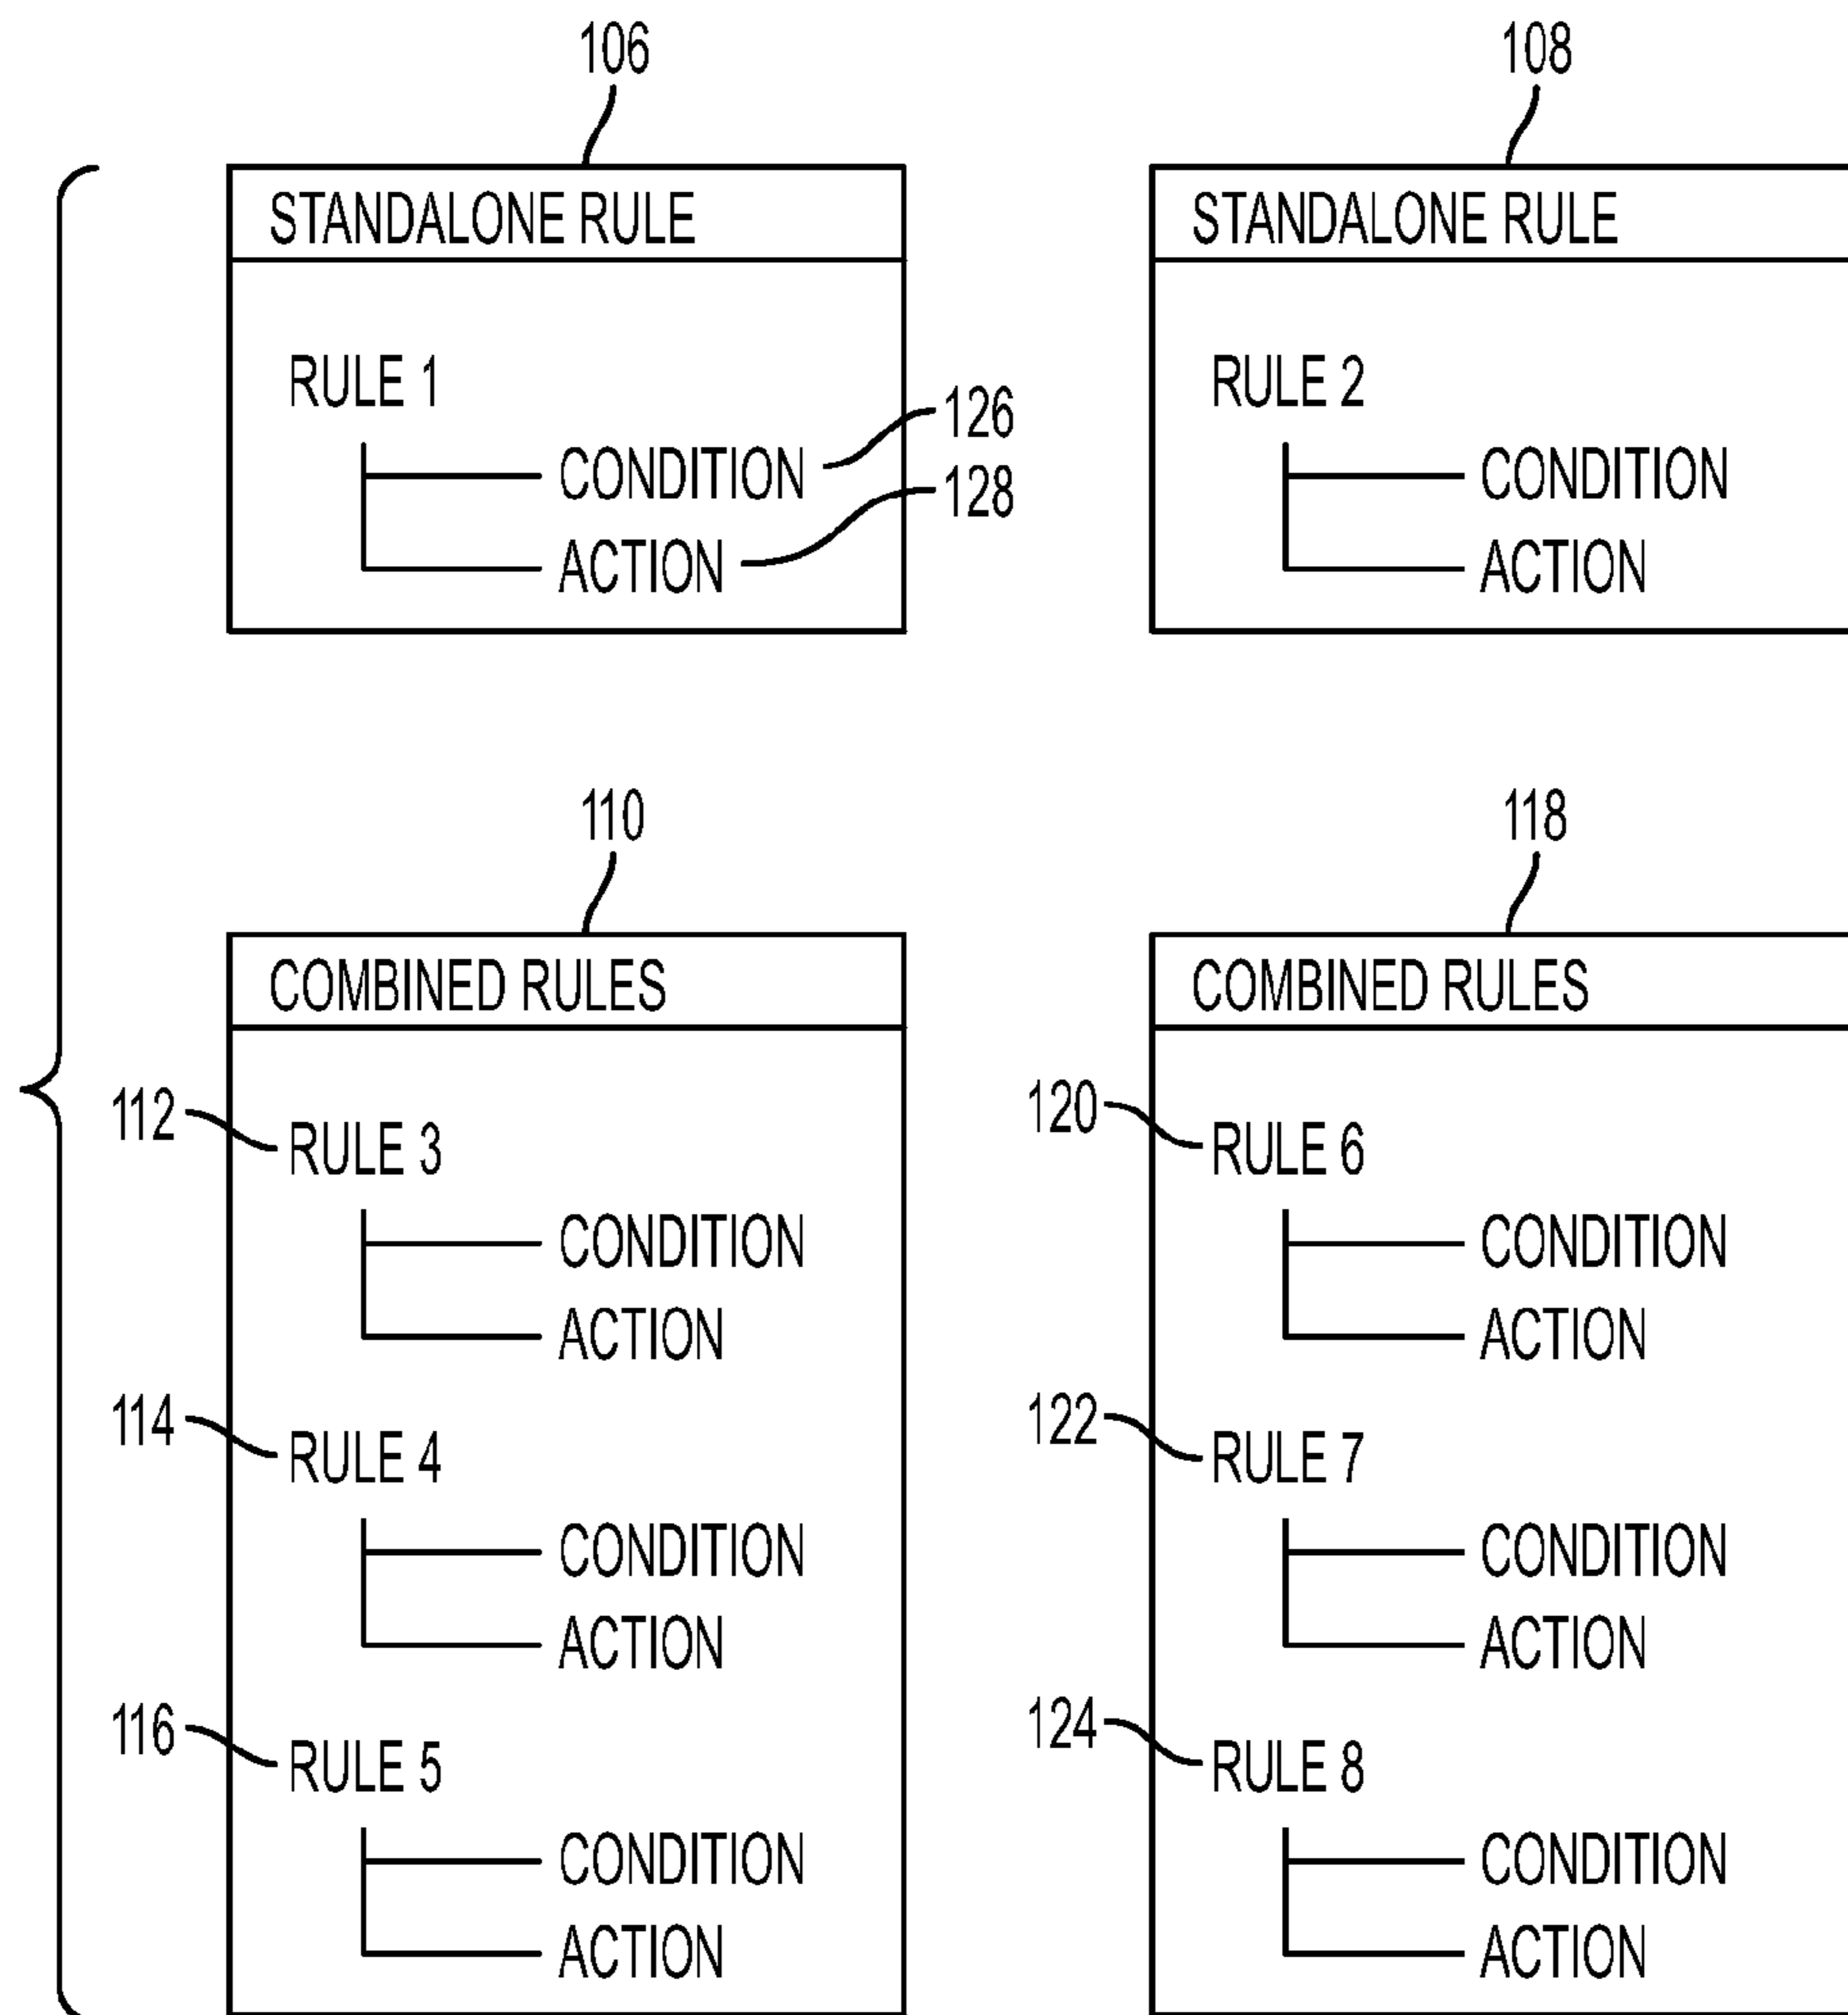 106
STANDALONE RULE
RULE 1
CONDITION
126
ACTION
128
108
STANDALONE RULE
RULE 2
CONDITION
ACTION
110
COMBINED RULES
112
RULE 3
CONDITION
ACTION
114
RULE 4
CONDITION
ACTION
116
RULE 5
CONDITION
ACTION
118
COMBINED RULES
120
RULE 6
CONDITION
ACTION
122
RULE 7
CONDITION
ACTION
124
RULE 8
CONDITION
ACTION